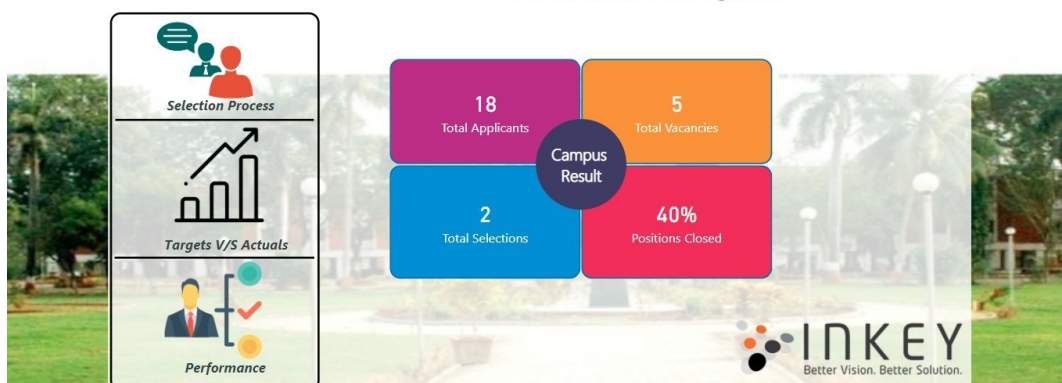 Selection Process
Targets V/S Actuals
Performance
18
Total Applicants
5
Total Vacancies
Campus
Result
2
Total Selections
40%
Positions Closed
INKEY
Better Vision. Better Solution.